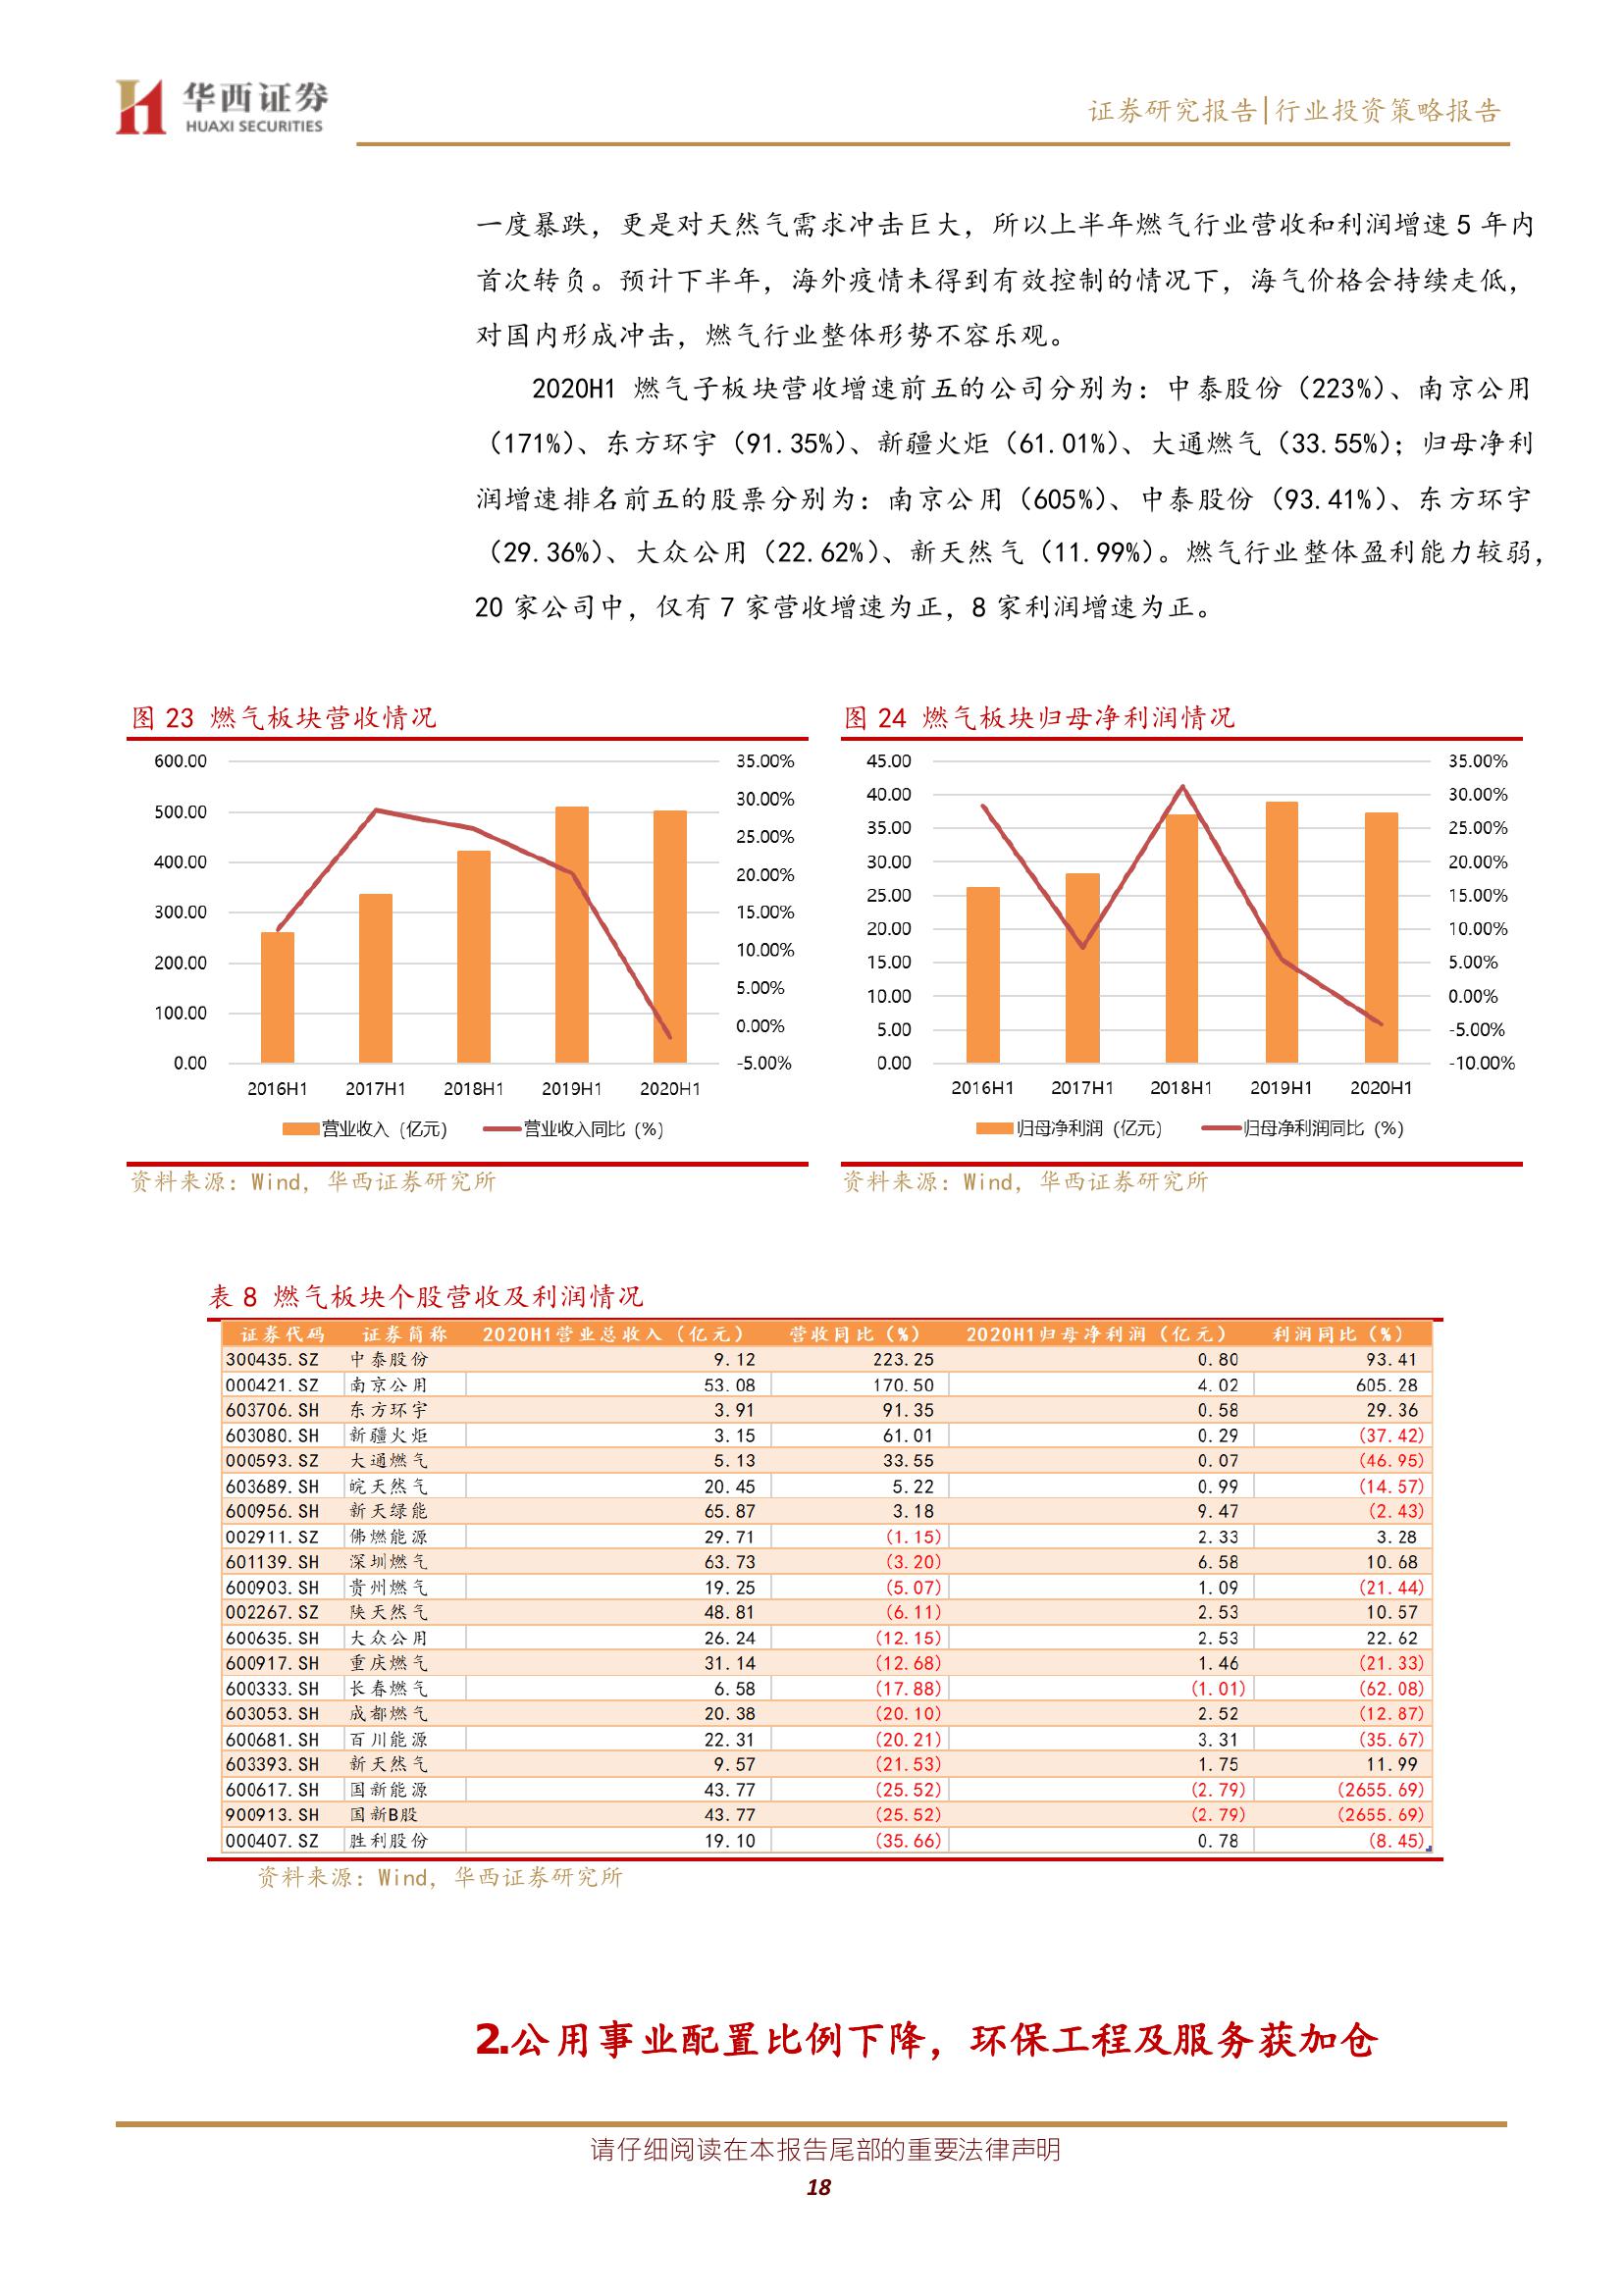 华西证券
HUAXI SECURITIES
证券研究报告|行业投资策略报告
一度暴跌，更是对天然气需求冲击巨大，所以上半年燃气行业营收和利润增速 5 年内
首次转负。预计下半年，海外疫情未得到有效控制的情况下，海气价格会持续走低，
对国内形成冲击，燃气行业整体形势不容乐观。
2020H1 燃气子板块营收增速前五的公司分别为：中泰股份（223%）、南京公用
（171%）、东方环宇（91.35%）、新疆火炬（61.01%）、大通燃气（33.55%）；归母净利
润增速排名前五的股票分别为：南京公用（605%）、中泰股份（93.41%）、东方环宇
（29.36%）、大众公用（22.62%）、新天然气（11.99%）。燃气行业整体盈利能力较弱，
20 家公司中，仅有 7 家营收增速为正，8 家利润增速为正。
图 23 燃气板块营收情况
600.00
500.00
400.00
300.00
200.00
100.00
0.00
35.00%
30.00%
25.00%
20.00%
15.00%
10.00%
5.00%
0.00%
-5.00%
2016H1 2017H1 2018H1 2019H1 2020H1
营业收入（亿元） 营业收入同比（%）
资料来源：Wind，华西证券研究所
图 24 燃气板块归母净利润情况
45.00
40.00
35.00
30.00
25.00
20.00
15.00
10.00
5.00
0.00
35.00%
30.00%
25.00%
20.00%
15.00%
10.00%
5.00%
0.00%
-5.00%
-10.00%
2016H1 2017H1 2018H1 2019H1 2020H1
归母净利润（亿元） 归母净利润同比（%）
资料来源：Wind，华西证券研究所
表 8 燃气板块个股营收及利润情况
证券代码 证券简称 2020H1营业总收入（亿元） 营收同比（%） 2020H1归母净利润（亿元） 利润同比（%）
300435.SZ 中泰股份 9.12 223.25 0.80 93.41
000421.SZ 南京公用 53.08 170.50 4.02 605.28
603706.SH 东方环宇 3.91 91.35 0.58 29.36
603080.SH 新疆火炬 3.15 61.01 0.29 (37.42)
000593.SZ 大通燃气 5.13 33.55 0.07 (46.95)
603689.SH 皖天然气 20.45 5.22 0.99 (14.57)
600956.SH 新天绿能 65.87 3.18 9.47 (2.43)
002911.SZ 佛燃能源 29.71 (1.15) 2.33 3.28
601139.SH 深圳燃气 63.73 (3.20) 6.58 10.68
600903.SH 贵州燃气 19.25 (5.07) 1.09 (21.44)
002267.SZ 陕天然气 48.81 (6.11) 2.53 10.57
600635.SH 大众公用 26.24 (12.15) 2.53 22.62
600917.SH 重庆燃气 31.14 (12.68) 1.46 (21.33)
600333.SH 长春燃气 6.58 (17.88) (1.01) (62.08)
603053.SH 成都燃气 20.38 (20.10) 2.52 (12.87)
600681.SH 百川能源 22.31 (20.21) 3.31 (35.67)
603393.SH 新天然气 9.57 (21.53) 1.75 11.99
600617.SH 国新能源 43.77 (25.52) (2.79) (2655.69)
900913.SH 国新B股 43.77 (25.52) (2.79) (2655.69)
000407.SZ 胜利股份 19.10 (35.66) 0.78 (8.45)
资料来源：Wind，华西证券研究所
2.公用事业配置比例下降，环保工程及服务获加仓
请仔细阅读在本报告尾部的重要法律声明
18